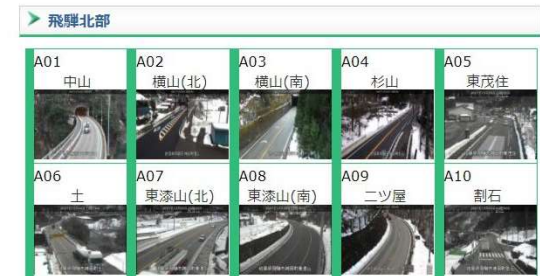 飛騨北部
A01
中山
A02
横山(北)
A03
横山(南)
A04
杉山
A05
東茂住
A06
土
A07
東漆山(北)
A08
東漆山(南)
A09
二ツ屋
A10
割石